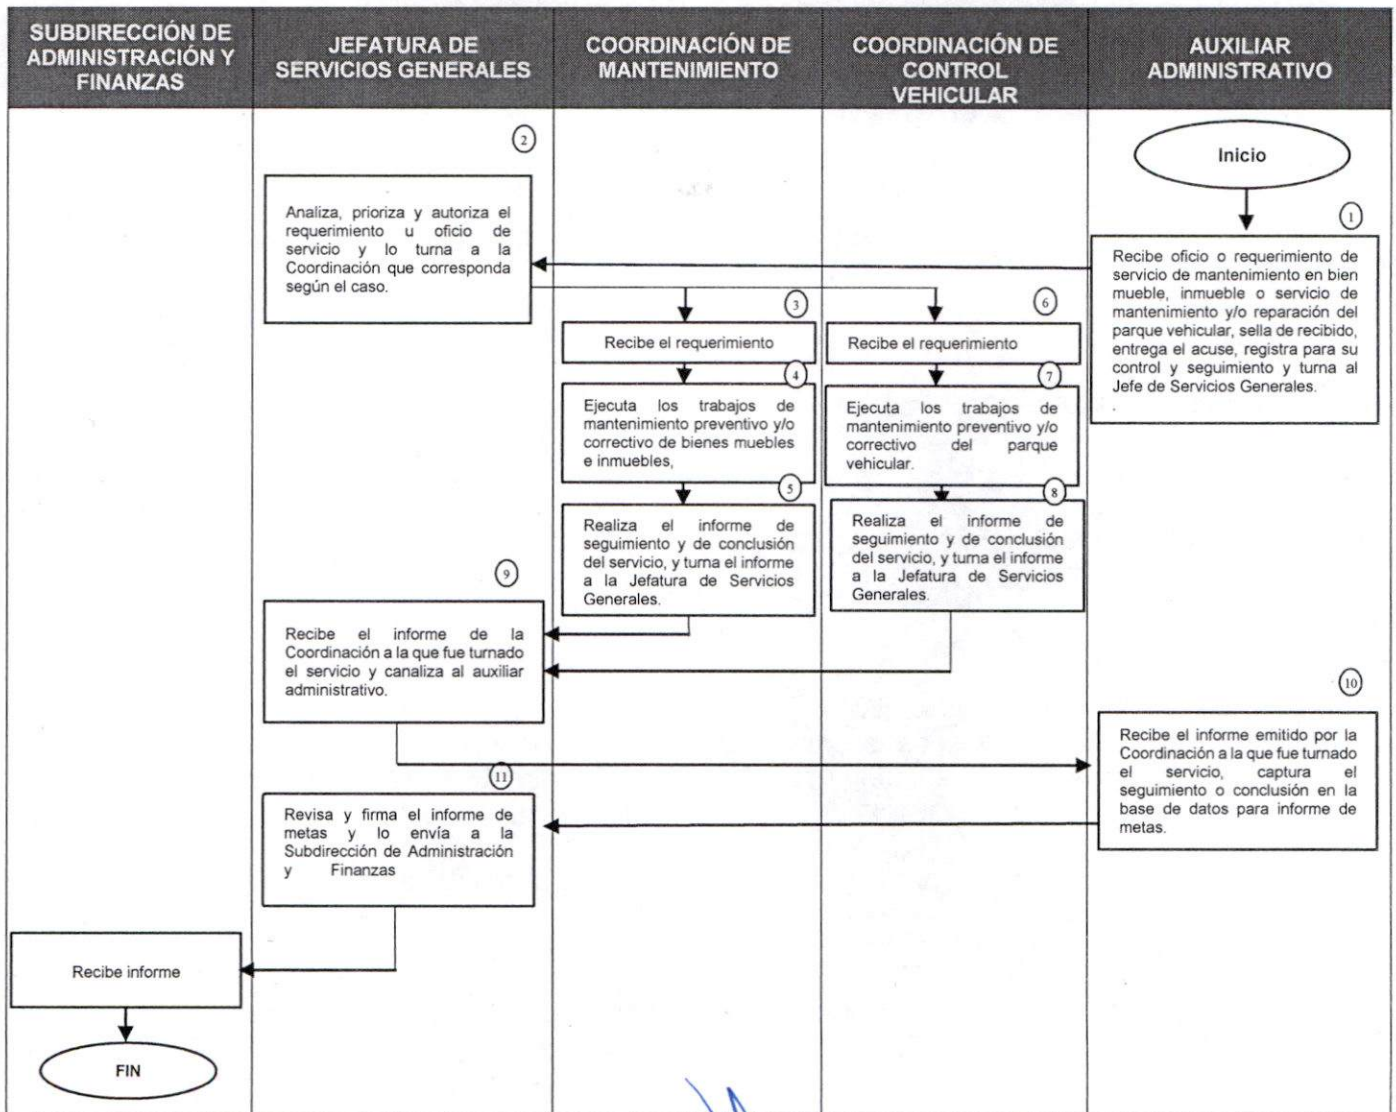 SUBDIRECCIÓN DE
ADMINISTRACIÓN Y
FINANZAS
JEFATURA DE
SERVICIOS GENERALES
COORDINACIÓN DE
MANTENIMIENTO
COORDINACIÓN DE
CONTROL
VEHICULAR
AUXILIAR
ADMINISTRATIVO
Inicio
1
Recibe oficio o requerimiento de
servicio de mantenimiento en bien
mueble, inmueble o servicio de
mantenimiento y/o reparación del
parque vehicular, sella de recibido,
entrega el acuse, registra para su
control y seguimiento y turna al
Jefe de Servicios Generales.
2
Analiza, prioriza y autoriza el
requerimiento u oficio de
servicio y lo turna a la
Coordinación que corresponda
según el caso.
3
Recibe el requerimiento
4
Ejecuta los trabajos de
mantenimiento preventivo y/o
correctivo de bienes muebles
e inmuebles,
5
Realiza el informe de
seguimiento y de conclusión
del servicio, y turna el informe
a la Jefatura de Servicios
Generales.
6
Recibe el requerimiento
7
Ejecuta los trabajos de
mantenimiento preventivo y/o
correctivo del parque
vehicular.
8
Realiza el informe de
seguimiento y de conclusión
del servicio, y turna el informe
a la Jefatura de Servicios
Generales.
9
Recibe el informe de la
Coordinación a la que fue turnado
el servicio y canaliza al auxiliar
administrativo.
10
Recibe el informe emitido por la
Coordinación a la que fue turnado
el servicio, captura el
seguimiento o conclusión en la
base de datos para informe de
metas.
11
Revisa y firma el informe de
metas y lo envía a la
Subdirección de Administración
y Finanzas
Recibe informe
FIN